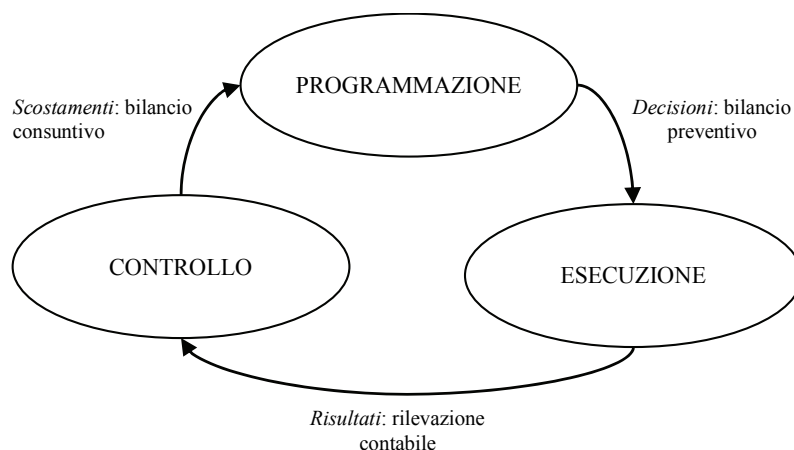 PROGRAMMAZIONE
Scostamenti: bilancio
consuntivo
Decisioni: bilancio
preventivo
CONTROLLO
ESECUZIONE
Risultati: rilevazione
contabile